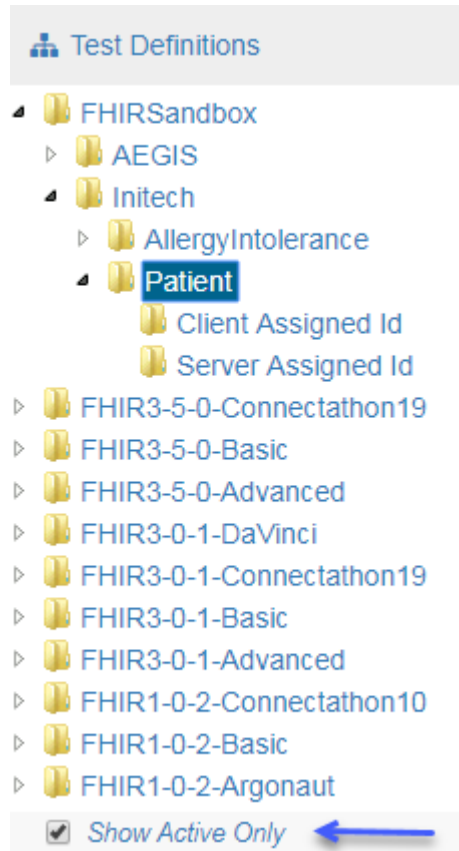 Test Definitions
FHIRSandbox
AEGIS
Initech
AllergyIntolerance
Patient
Client Assigned Id
Server Assigned Id
FHIR3-5-0-Connectathon19
FHIR3-5-0-Basic
FHIR3-5-0-Advanced
FHIR3-0-1-DaVinci
FHIR3-0-1-Connectathon19
FHIR3-0-1-Basic
FHIR3-0-1-Advanced
FHIR1-0-2-Connectathon10
FHIR1-0-2-Basic
FHIR1-0-2-Argonaut
Show Active Only